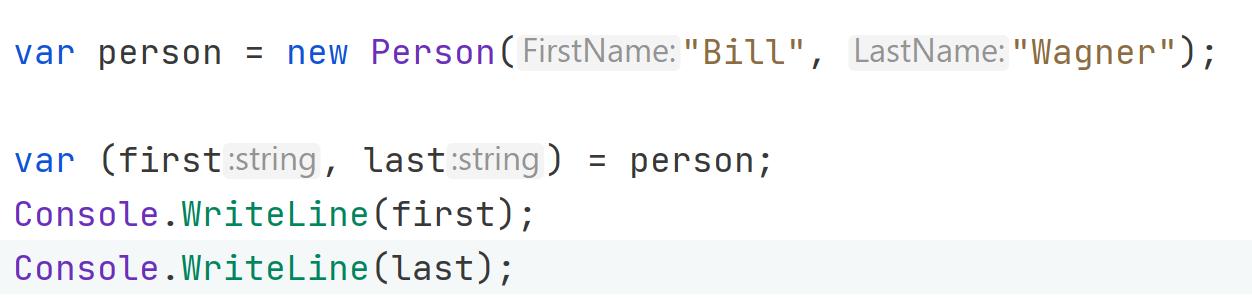 var person = new Person(FirstName:"Bill", LastName:"Wagner");
var (first:string, last:string) = person;
Console.WriteLine(first);
Console.WriteLine(last);